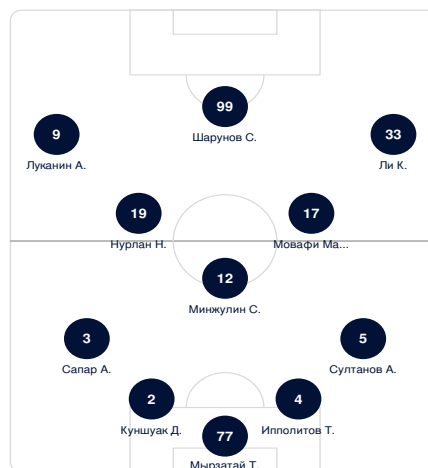 99
Шарунов С.
9
Луканин А.
33
Ли К.
19
Нурлан Н.
17
Мовафи Ма...
12
Минжулин С.
3
Сапар А.
5
Султанов А.
2
Куншуак Д.
4
Ипполитов Т.
77
Мырзатай Т.